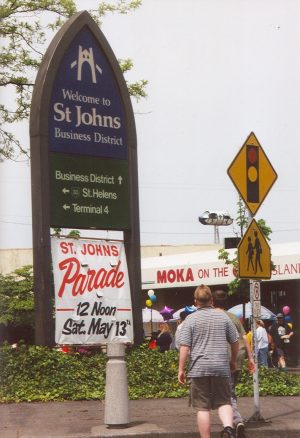 Welcome to
St Johns
Business District
Business District ↑
← St. Helens
← Terminal 4
ST. JOHNS
Parade
12 Noon
Sat. May 13th
MOKA ON THE ISLAND